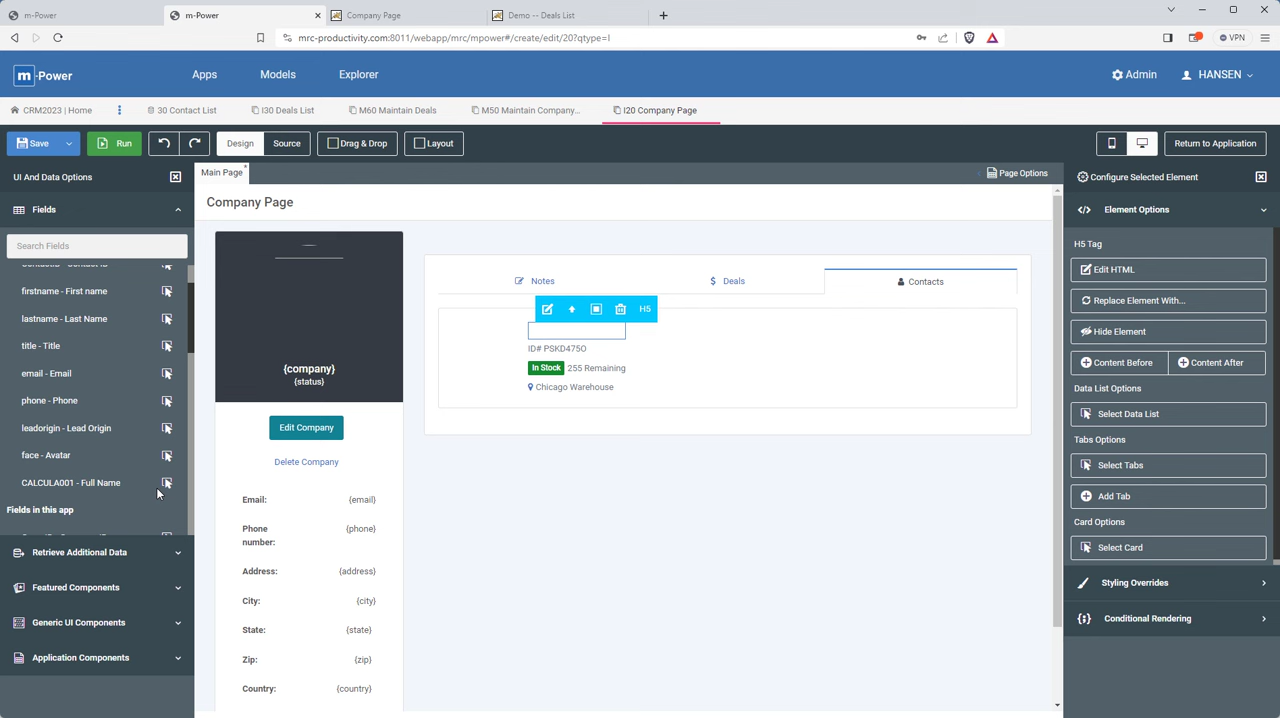 m-Power
m-Power
Company Page
Demo -- Deals List
mrc-productivity.com:8011/webapp/mrc/mpower#/create/edit/20?qtype=I
VPN
m -Power
Apps
Models
Explorer
Admin
HANSEN
CRM2023 | Home
30 Contact List
I30 Deals List
M60 Maintain Deals
M50 Maintain Company...
I20 Company Page
Save
Run
Design
Source
Drag & Drop
Layout
Return to Application
UI And Data Options
Main Page *
Page Options
Configure Selected Element
Fields
Search Fields
firstname - First name
lastname - Last Name
title - Title
email - Email
phone - Phone
leadorigin - Lead Origin
face - Avatar
CALCULA001 - Full Name
Fields in this app
Retrieve Additional Data
Featured Components
Generic UI Components
Application Components
Company Page
{company}
{status}
Edit Company
Delete Company
Email: {email}
Phone {phone}
number:
Address: {address}
City: {city}
State: {state}
Zip: {zip}
Country: {country}
Notes
Deals
Contacts
H5
ID# PSKD475O
In Stock 255 Remaining
Chicago Warehouse
Element Options
H5 Tag
Edit HTML
Replace Element With...
Hide Element
Content Before
Content After
Data List Options
Select Data List
Tabs Options
Select Tabs
Add Tab
Card Options
Select Card
Styling Overrides
Conditional Rendering